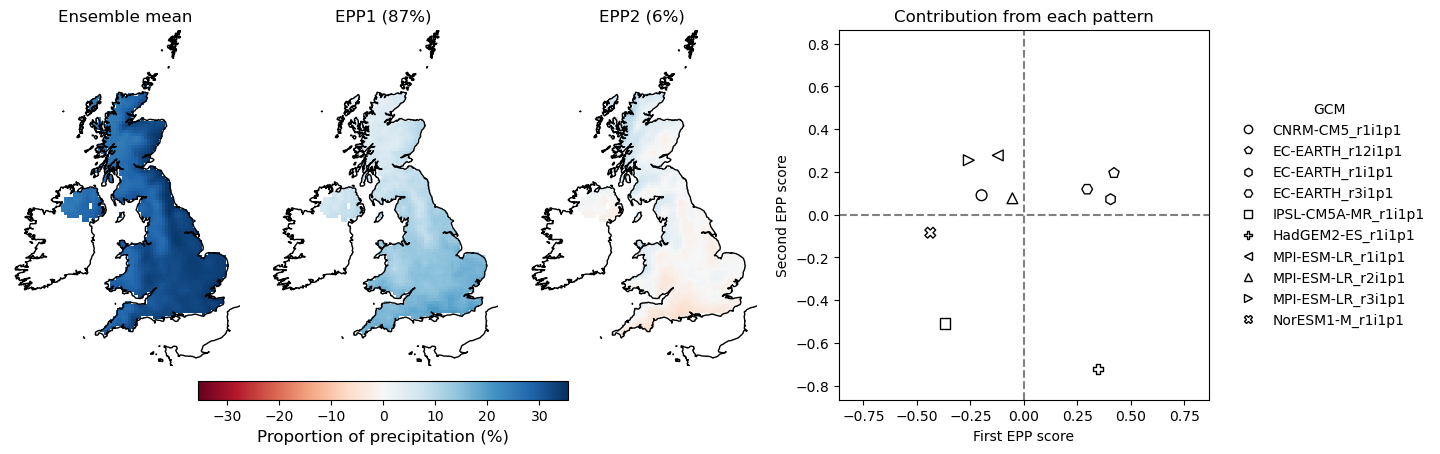 Ensemble mean
EPP1 (87%)
EPP2 (6%)
Contribution from each pattern
0.8
0.6
0.4
0.2
0.0
−0.2
−0.4
−0.6
−0.8
Second EPP score
−0.75
−0.50
−0.25
0.00
0.25
0.50
0.75
First EPP score
GCM
CNRM-CM5_r1i1p1
EC-EARTH_r12i1p1
EC-EARTH_r1i1p1
EC-EARTH_r3i1p1
IPSL-CM5A-MR_r1i1p1
HadGEM2-ES_r1i1p1
MPI-ESM-LR_r1i1p1
MPI-ESM-LR_r2i1p1
MPI-ESM-LR_r3i1p1
NorESM1-M_r1i1p1
−30
−20
−10
0
10
20
30
Proportion of precipitation (%)